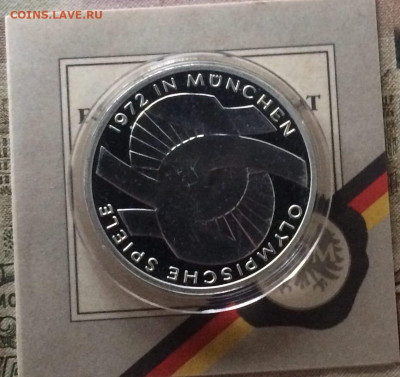 COINS.LAVE.RU
1972 IN MÜNCHEN
OLYMPISCHE SPIELE